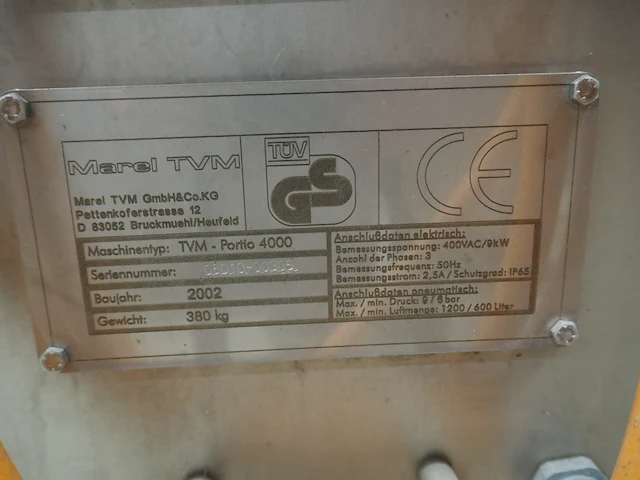 Marel TVM
Marel TVM GmbH&Co.KG
Pettenkoferstrasse 12
D 83052 Bruckmuehl/Heufeld
TÜV
GS
CE
Maschinentyp: TVM - Portio 4000
Seriennummer:
Baujahr: 2002
Gewicht: 380 kg
Anschlußdaten elektrisch:
Bemessungsspannung: 400VAC/9kW
Anzahl der Phasen: 3
Bemessungsfrequenz: 50Hz
Bemessungsstrom: 2,5A / Schutzgrad: IP65
Anschlußdaten pneumatisch:
Max. / min. Druck: 9 / 6 bar
Max. / min. Luftmenge: 1200 / 600 Liter